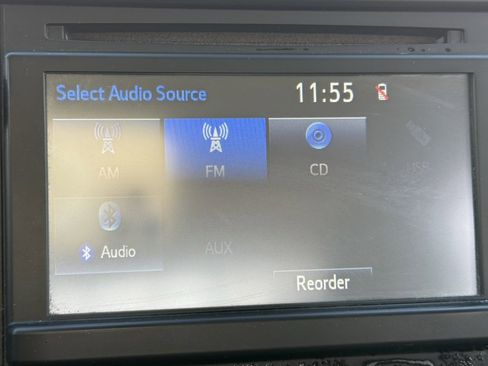 Select Audio Source 11:55
AM FM CD USB
Audio AUX
Reorder